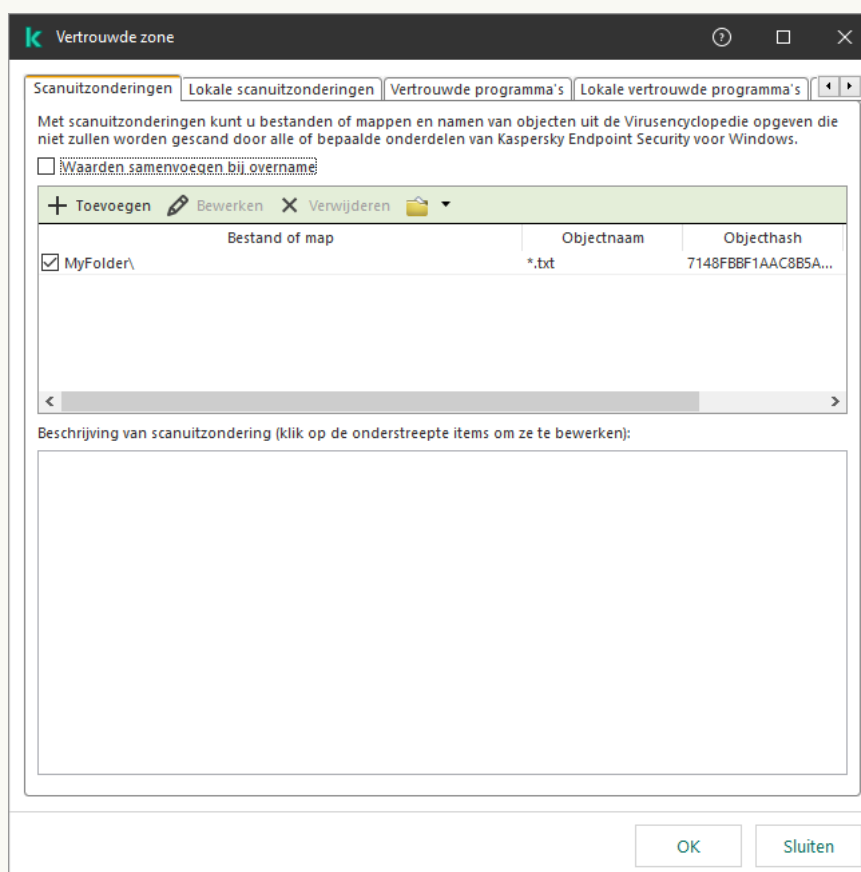 Vertrouwde zone
Scanuitzonderingen
Lokale scanuitzonderingen
Vertrouwde programma's
Lokale vertrouwde programma's
Met scanuitzonderingen kunt u bestanden of mappen en namen van objecten uit de Virusencyclopedie opgeven die
niet zullen worden gescand door alle of bepaalde onderdelen van Kaspersky Endpoint Security voor Windows.
Waarden samenvoegen bij overname
Toevoegen Bewerken Verwijderen
Bestand of map Objectnaam Objecthash
MyFolder\ *.txt 7148FBBF1AAC8B5A...
Beschrijving van scanuitzondering (klik op de onderstreepte items om ze te bewerken):
OK Sluiten